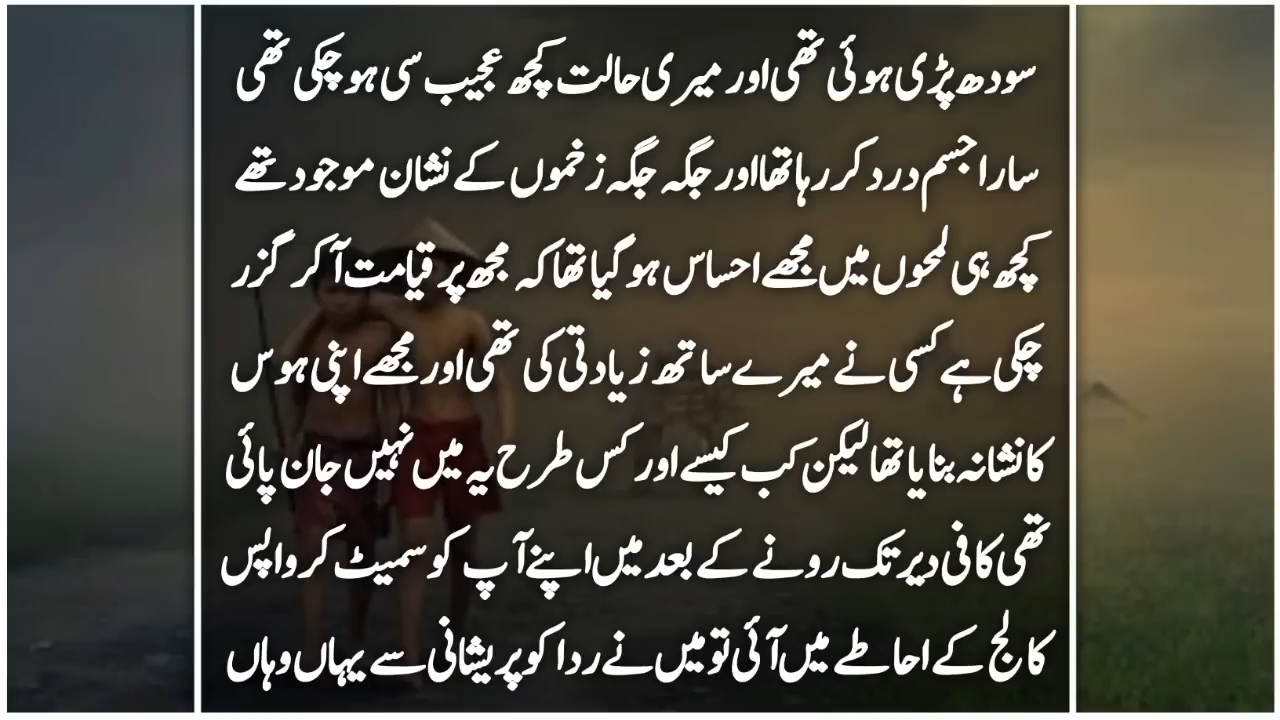 سودھ پڑی ہوئی تھی اور میری حالت کچھ عجیب سی ہو چکی تھی
سارا جسم درد کر رہا تھا اور جگہ جگہ زخموں کے نشان موجود تھے
کچھ ہی لمحوں میں مجھے احساس ہو گیا تھا کہ مجھ پر قیامت آ کر گزر
چکی ہے کسی نے میرے ساتھ زیادتی کی تھی اور مجھے اپنی ہوس
کا نشانہ بنایا تھا لیکن کب کیسے اور کس طرح یہ میں نہیں جان پائی
تھی کافی دیر تک رونے کے بعد میں اپنے آپ کو سمیٹ کر واپس
کالج کے احاطے میں آئی تو میں نے ردا کو پریشانی سے یہاں وہاں